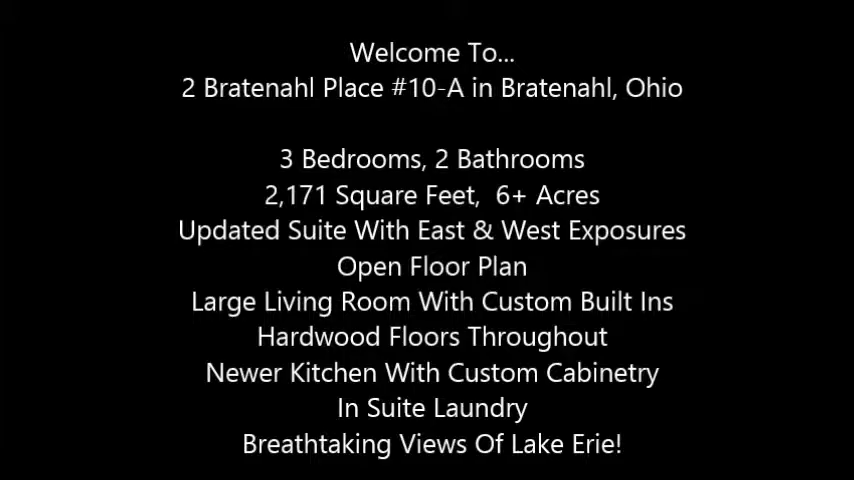 Welcome To...
2 Bratenahl Place #10-A in Bratenahl, Ohio
3 Bedrooms, 2 Bathrooms
2,171 Square Feet,  6+ Acres
Updated Suite With East & West Exposures
Open Floor Plan
Large Living Room With Custom Built Ins
Hardwood Floors Throughout
Newer Kitchen With Custom Cabinetry
In Suite Laundry
Breathtaking Views Of Lake Erie!